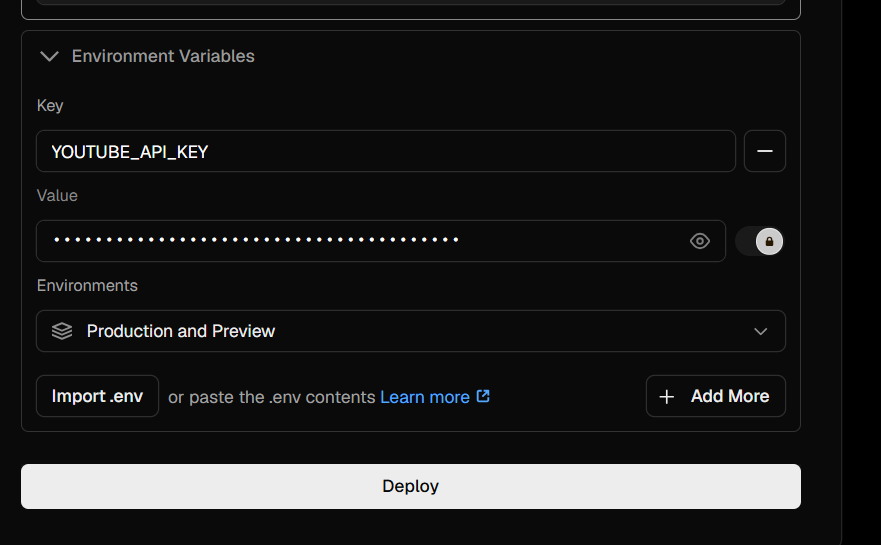 Environment Variables
Key
YOUTUBE_API_KEY
Value
•••••••••••••••••••••••••••••••••••••••
Environments
Production and Preview
Import .env or paste the .env contents Learn more
+ Add More
Deploy